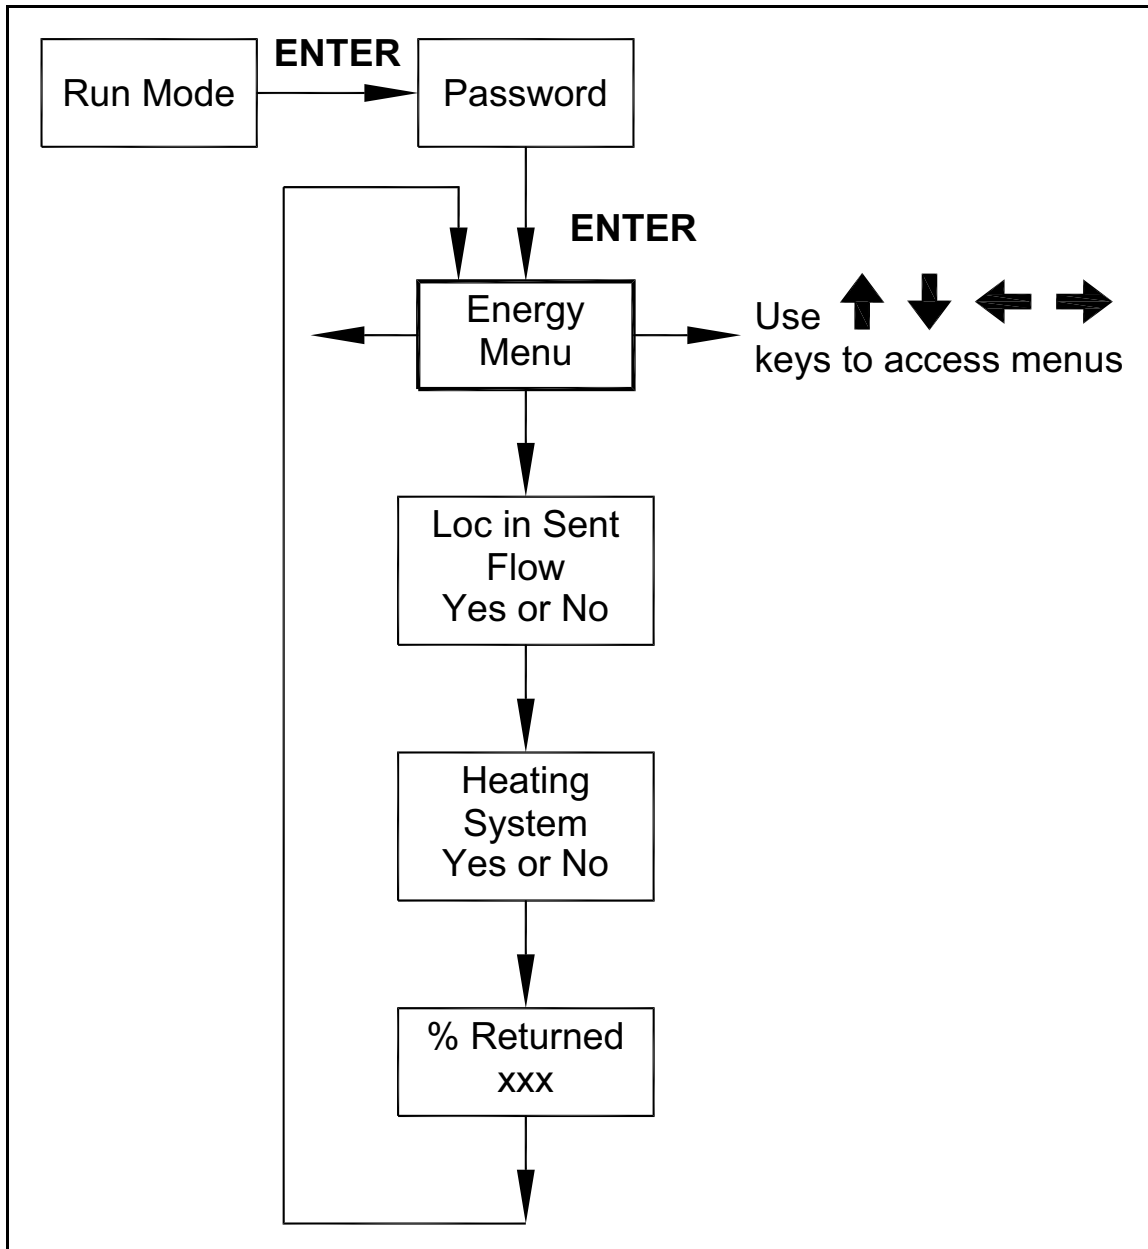 Run Mode
ENTER
Password
ENTER
Energy
Menu
Use
keys to access menus
Loc in Sent
Flow
Yes or No
Heating
System
Yes or No
% Returned
xxx